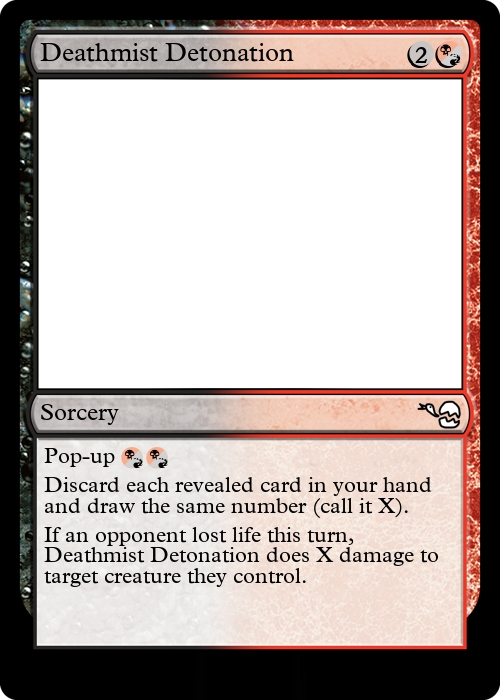 Deathmist Detonation 2
Sorcery
Pop-up
Discard each revealed card in your hand
and draw the same number (call it X).
If an opponent lost life this turn,
Deathmist Detonation does X damage to
target creature they control.